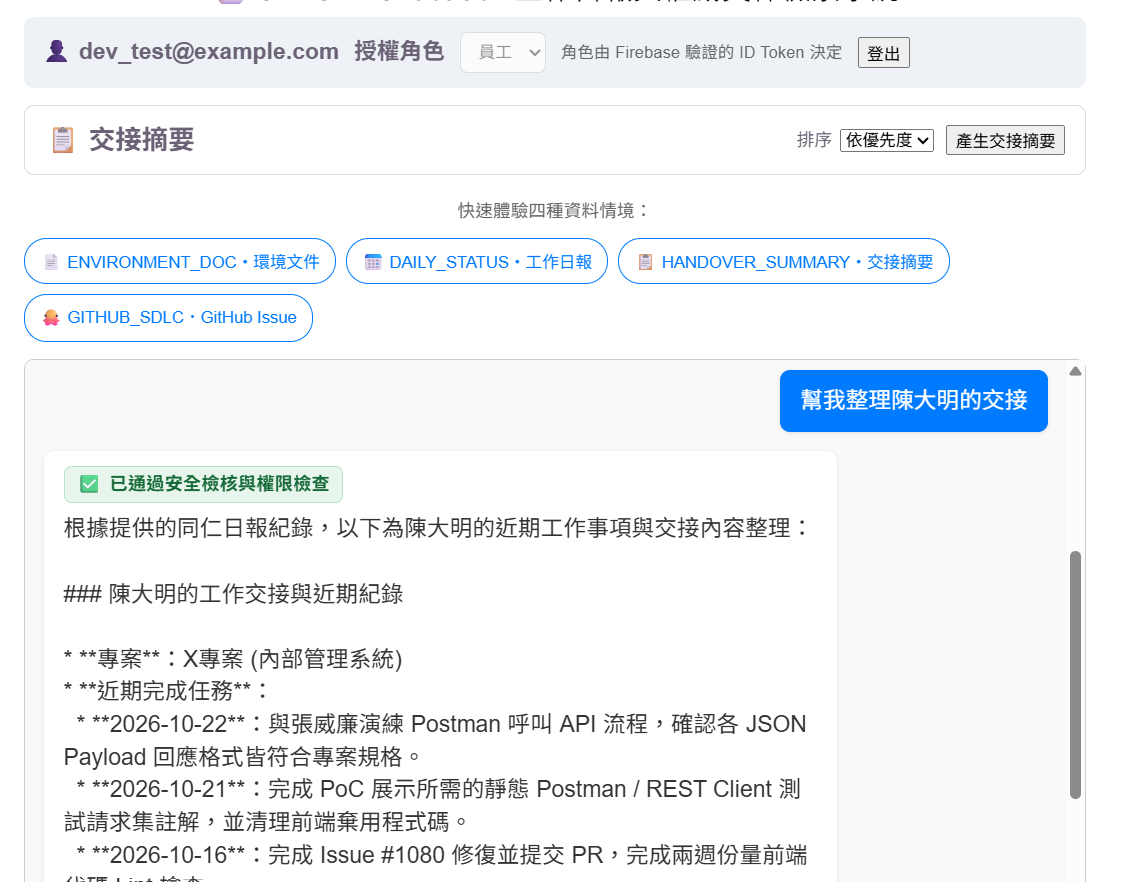 dev_test@example.com 授權角色 員工 角色由 Firebase 驗證的 ID Token 決定 登出
交接摘要 排序 依優先度 產生交接摘要
快速體驗四種資料情境：
ENVIRONMENT_DOC・環境文件 DAILY_STATUS・工作日報 HANDOVER_SUMMARY・交接摘要
GITHUB_SDLC・GitHub Issue
幫我整理陳大明的交接
已通過安全檢核與權限檢查
根據提供的同仁日報紀錄，以下為陳大明的近期工作事項與交接內容整理：
### 陳大明的工作交接與近期紀錄
* **專案**：X專案 (內部管理系統)
* **近期完成任務**：
* **2026-10-22**：與張威廉演練 Postman 呼叫 API 流程，確認各 JSON
Payload 回應格式皆符合專案規格。
* **2026-10-21**：完成 PoC 展示所需的靜態 Postman / REST Client 測
試請求集註解，並清理前端棄用程式碼。
* **2026-10-16**：完成 Issue #1080 修復並提交 PR，完成兩週份量前端